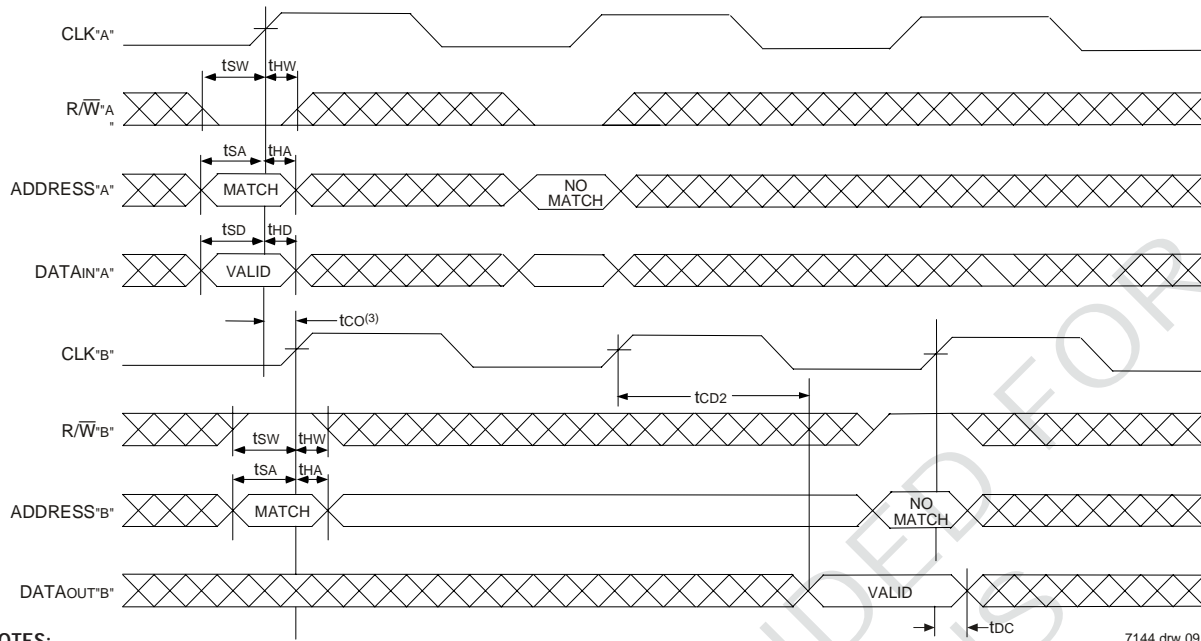 CLK"A"
tSW tHW
R/W̅"A
"
tSA tHA
ADDRESS"A" MATCH NO
MATCH
tSD tHD
DATAIN"A" VALID
tCO(3)
CLK"B"
tCD2
R/W̅"B"
tSW tHW
tSA tHA
ADDRESS"B" MATCH NO
MATCH
DATAOUT"B" VALID
tDC
7144 drw 09